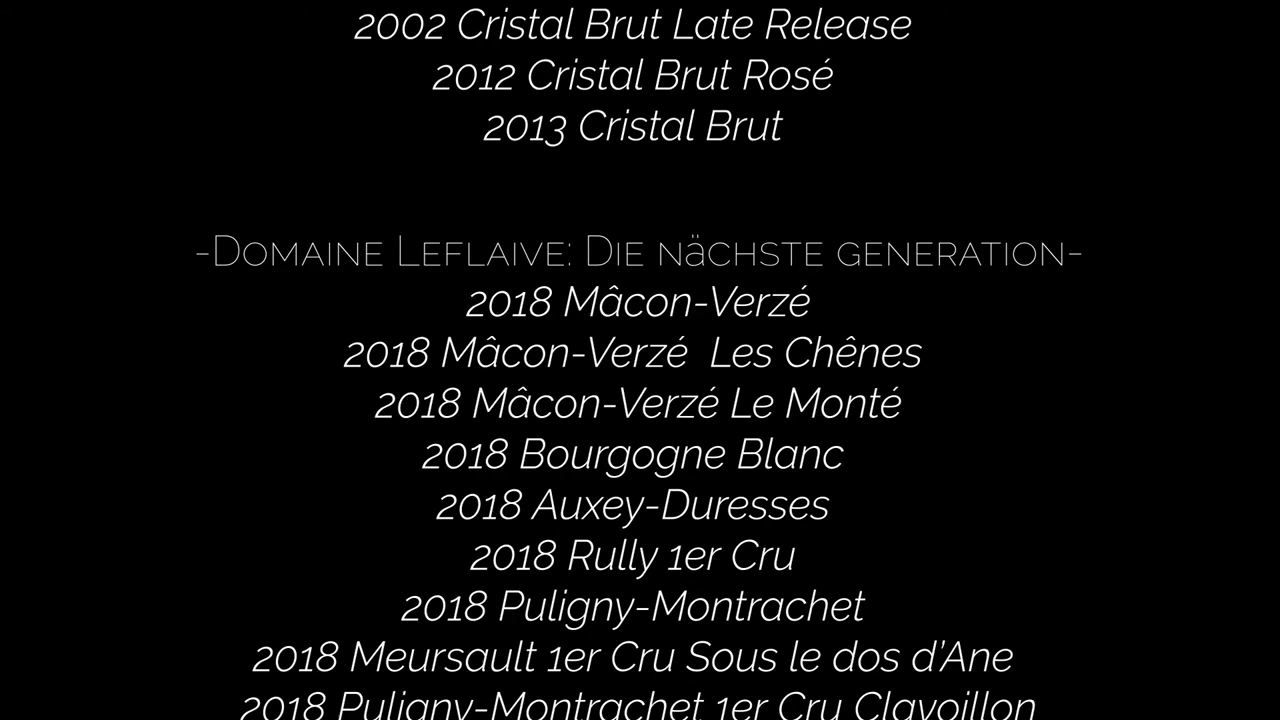 2002 Cristal Brut Late Release
2012 Cristal Brut Rosé
2013 Cristal Brut
-Domaine Leflaive: Die nächste generation-
2018 Mâcon-Verzé
2018 Mâcon-Verzé  Les Chênes
2018 Mâcon-Verzé Le Monté
2018 Bourgogne Blanc
2018 Auxey-Duresses
2018 Rully 1er Cru
2018 Puligny-Montrachet
2018 Meursault 1er Cru Sous le dos d’Ane
2018 Puligny-Montrachet 1er Cru Clavoillon